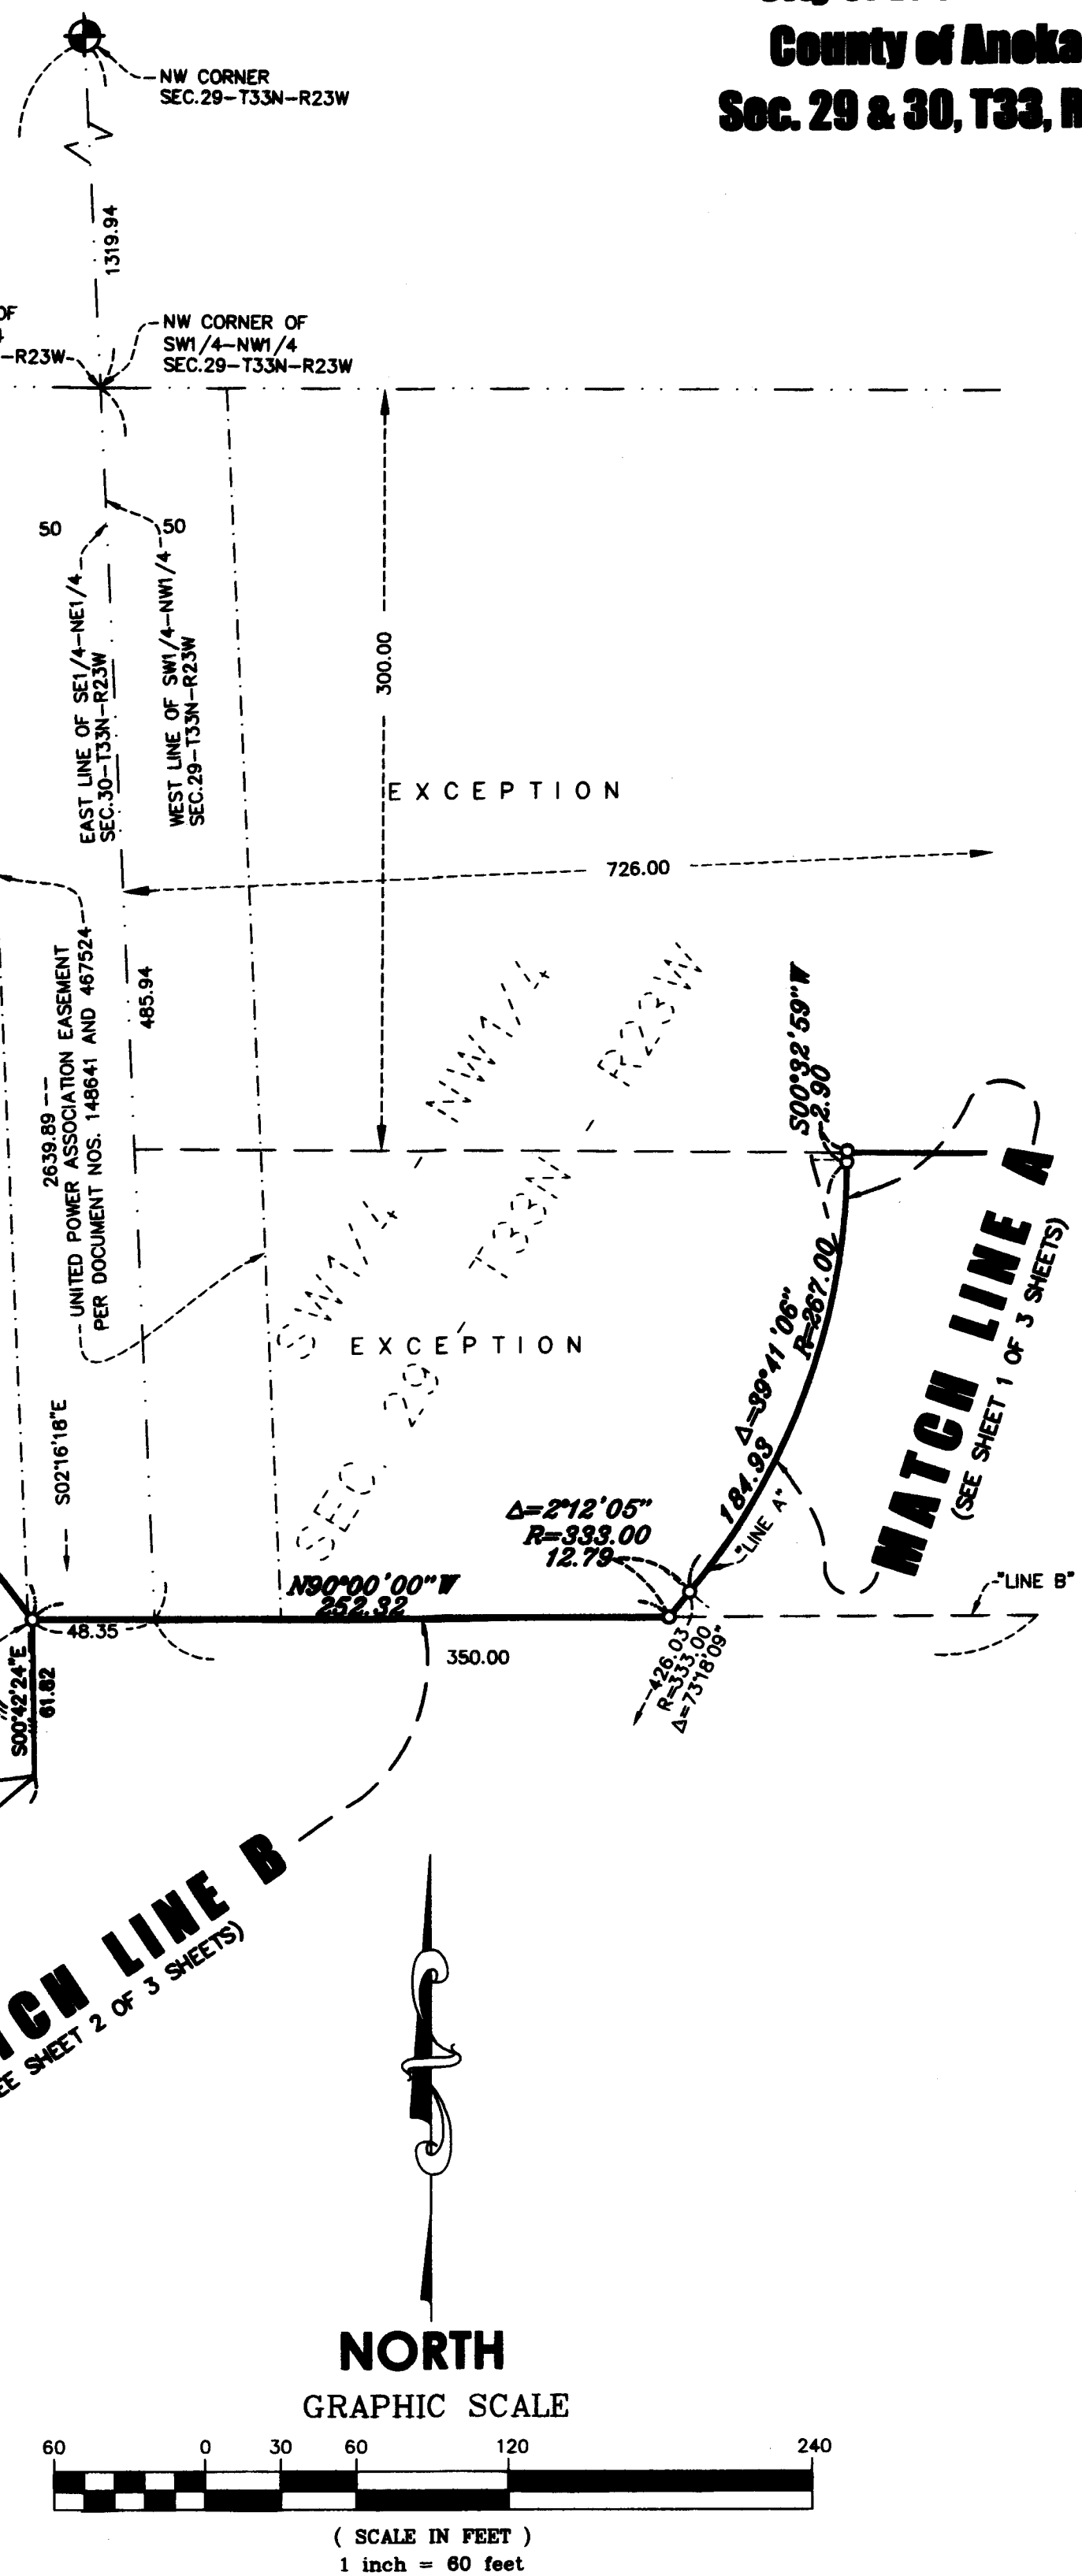 County of Anoka
Sec. 29 & 30, T33, R
NW CORNER
SEC.29-T33N-R23W
1319.94
OF
-R23W
NW CORNER OF
SW1/4-NW1/4
SEC.29-T33N-R23W
50
50
EAST LINE OF SE1/4-NE1/4
SEC.30-T33N-R23W
WEST LINE OF SW1/4-NW1/4
SEC.29-T33N-R23W
300.00
EXCEPTION
726.00
2639.89
UNITED POWER ASSOCIATION EASEMENT
PER DOCUMENT NOS. 148641 AND 467524
485.94
SW1/4 - NW1/4
SEC. 29, T33N - R23W
S00°32'59"W
2.90
EXCEPTION
Δ=39°41'06"
R=267.00
184.93
"LINE A"
MATCH LINE A
(SEE SHEET 1 OF 3 SHEETS)
S02°16'18"E
Δ=2°12'05"
R=333.00
12.79
N90°00'00"W
252.32
"LINE B"
48.35
350.00
426.03
R=333.00
Δ=73°18'09"
S00°42'24"E
61.82
TCH LINE B
EE SHEET 2 OF 3 SHEETS)
NORTH
GRAPHIC SCALE
60 0 30 60 120 240
( SCALE IN FEET )
1 inch = 60 feet